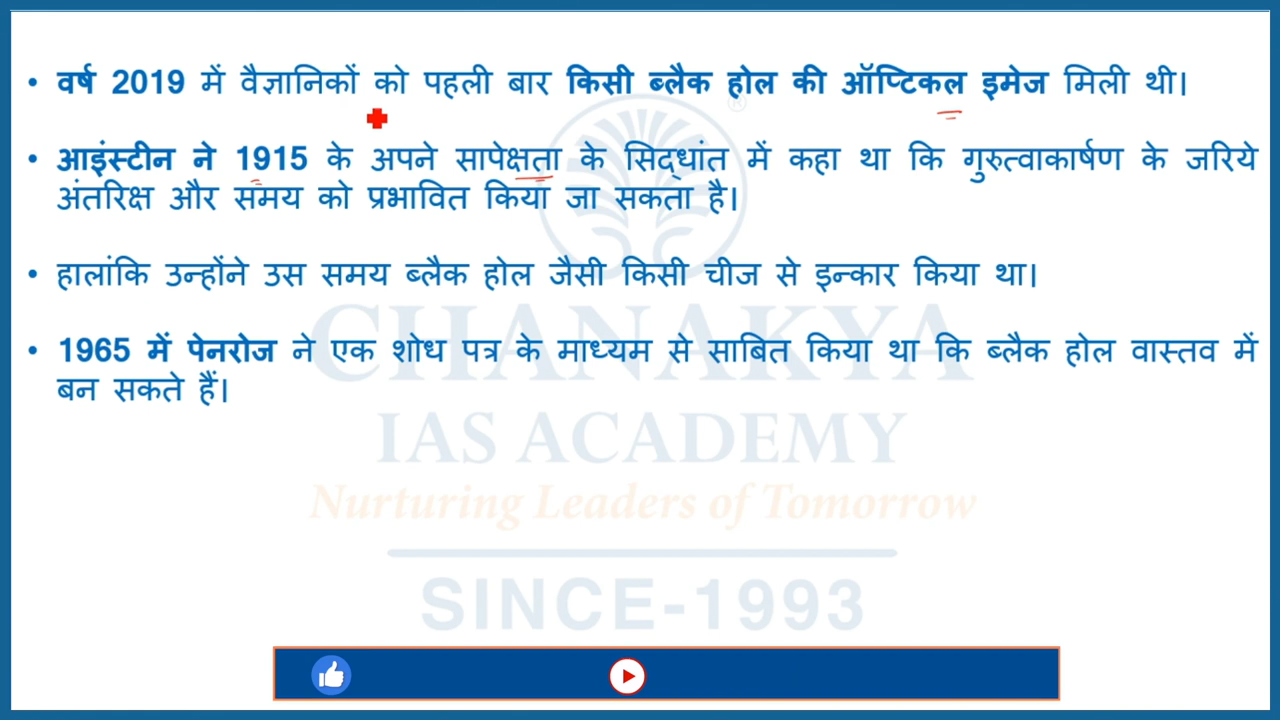 • वर्ष 2019 में वैज्ञानिकों को पहली बार किसी ब्लैक होल की ऑप्टिकल इमेज मिली थी।
• आइंस्टीन ने 1915 के अपने सापेक्षता के सिद्धांत में कहा था कि गुरुत्वाकार्षण के जरिये
अंतरिक्ष और समय को प्रभावित किया जा सकता है।
• हालांकि उन्होंने उस समय ब्लैक होल जैसी किसी चीज से इन्कार किया था।
• 1965 में पेनरोज ने एक शोध पत्र के माध्यम से साबित किया था कि ब्लैक होल वास्तव में
बन सकते हैं।
CHANAKYA
IAS ACADEMY
Nurturing Leaders of Tomorrow
SINCE-1993